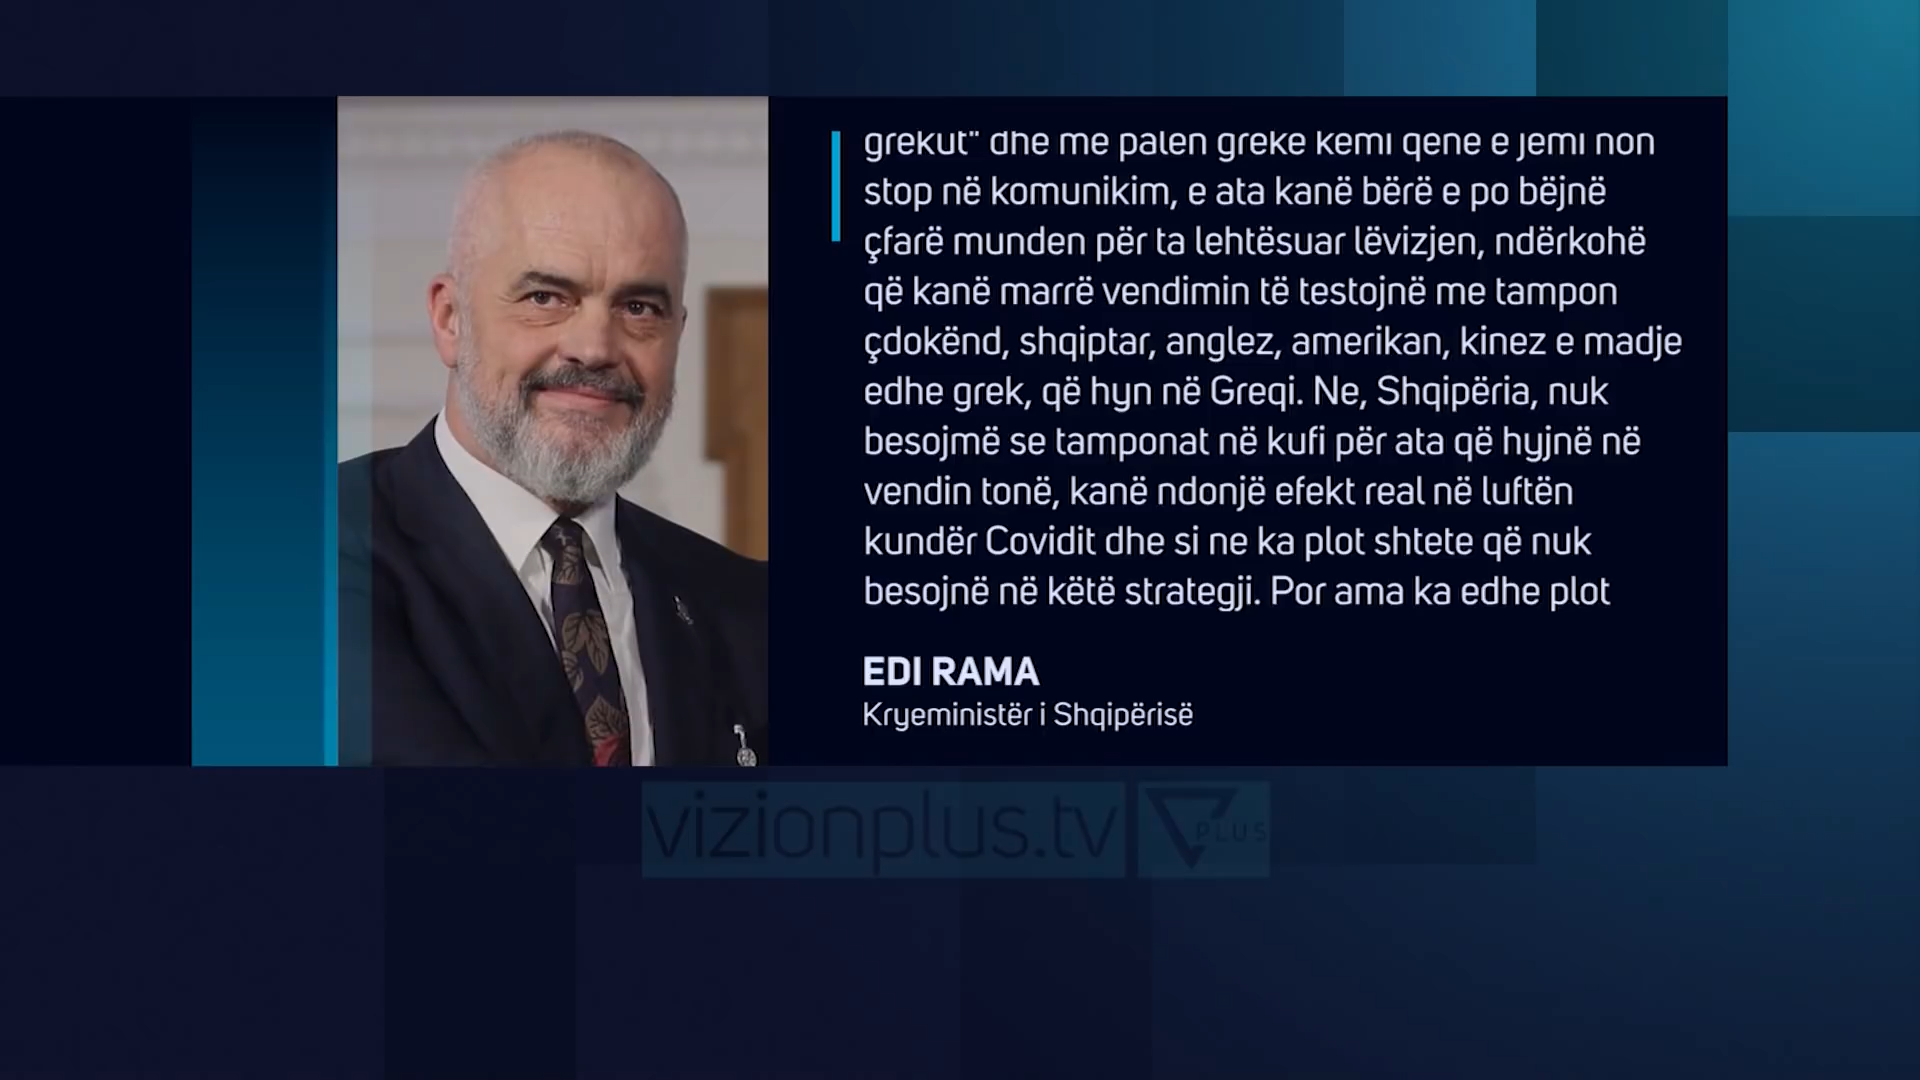 grekut" dhe me palën greke kemi qenë e jemi non
stop në komunikim, e ata kanë bërë e po bëjnë
çfarë munden për ta lehtësuar lëvizjen, ndërkohë
që kanë marrë vendimin të testojnë me tampon
çdokënd, shqiptar, anglez, amerikan, kinez e madje
edhe grek, që hyn në Greqi. Ne, Shqipëria, nuk
besojmë se tamponat në kufi për ata që hyjnë në
vendin tonë, kanë ndonjë efekt real në luftën
kundër Covidit dhe si ne ka plot shtete që nuk
besojnë në këtë strategji. Por ama ka edhe plot
EDI RAMA
Kryeministër i Shqipërisë
vizionplus.tv
PLUS